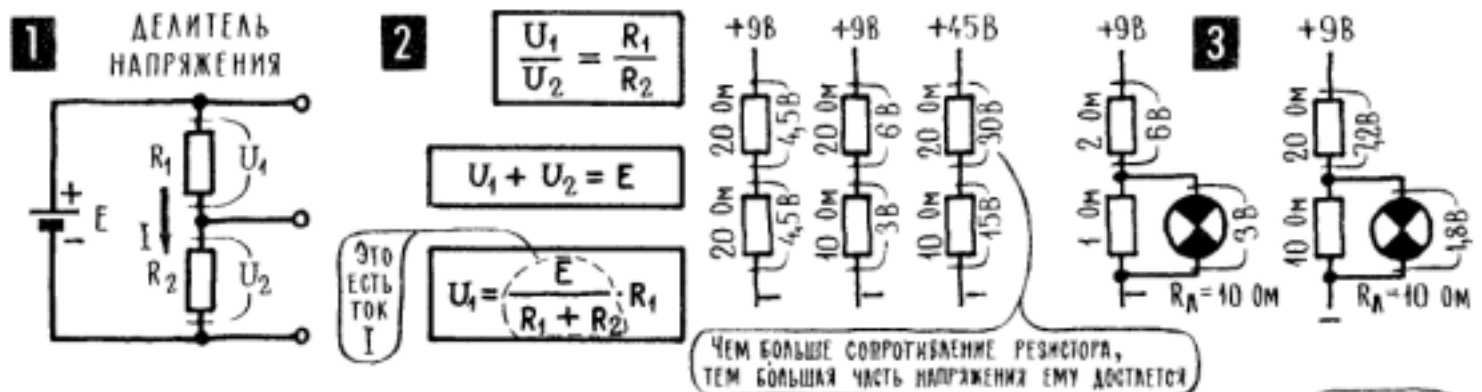 1
ДЕЛИТЕЛЬ
НАПРЯЖЕНИЯ
E
+
-
R₁
I
R₂
U₁
U₂
2
U₁/U₂ = R₁/R₂
U₁ + U₂ = E
U₁ = E/(R₁ + R₂) · R₁
ЭТО
ЕСТЬ
ТОК
I
+9В
20 Ом
4,5В
20 Ом
4,5В
-
+9В
20 Ом
6В
10 Ом
3В
-
+45В
20 Ом
30В
10 Ом
15В
-
ЧЕМ БОЛЬШЕ СОПРОТИВЛЕНИЕ РЕЗИСТОРА,
ТЕМ БОЛЬШАЯ ЧАСТЬ НАПРЯЖЕНИЯ ЕМУ ДОСТАЕТСЯ
3
+9В
2 Ом
6В
1 Ом
3В
-
Rл=10 Ом
+9В
20 Ом
7,2В
10 Ом
1,8В
-
Rл=10 Ом